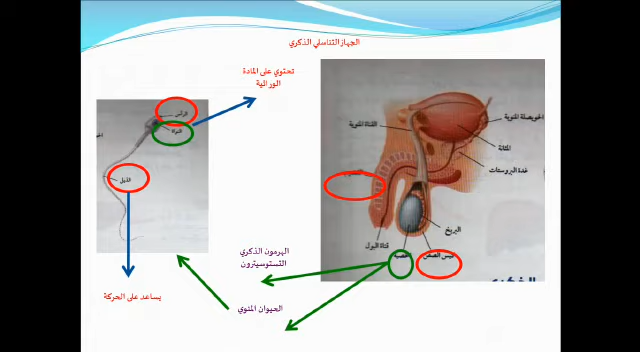 الجهاز التناسلي الذكري
تحتوي على المادة
الوراثية
الرأس
النواة
الذيل
يساعد على الحركة
الحويصلة المنوية
القناة المنوية
المثانة
غدة البروستات
البربخ
قناة البول
الخصية
كيس الصفن
الهرمون الذكري
التستوستيرون
الحيوان المنوي